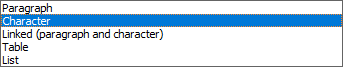 Paragraph
Character
Linked (paragraph and character)
Table
List